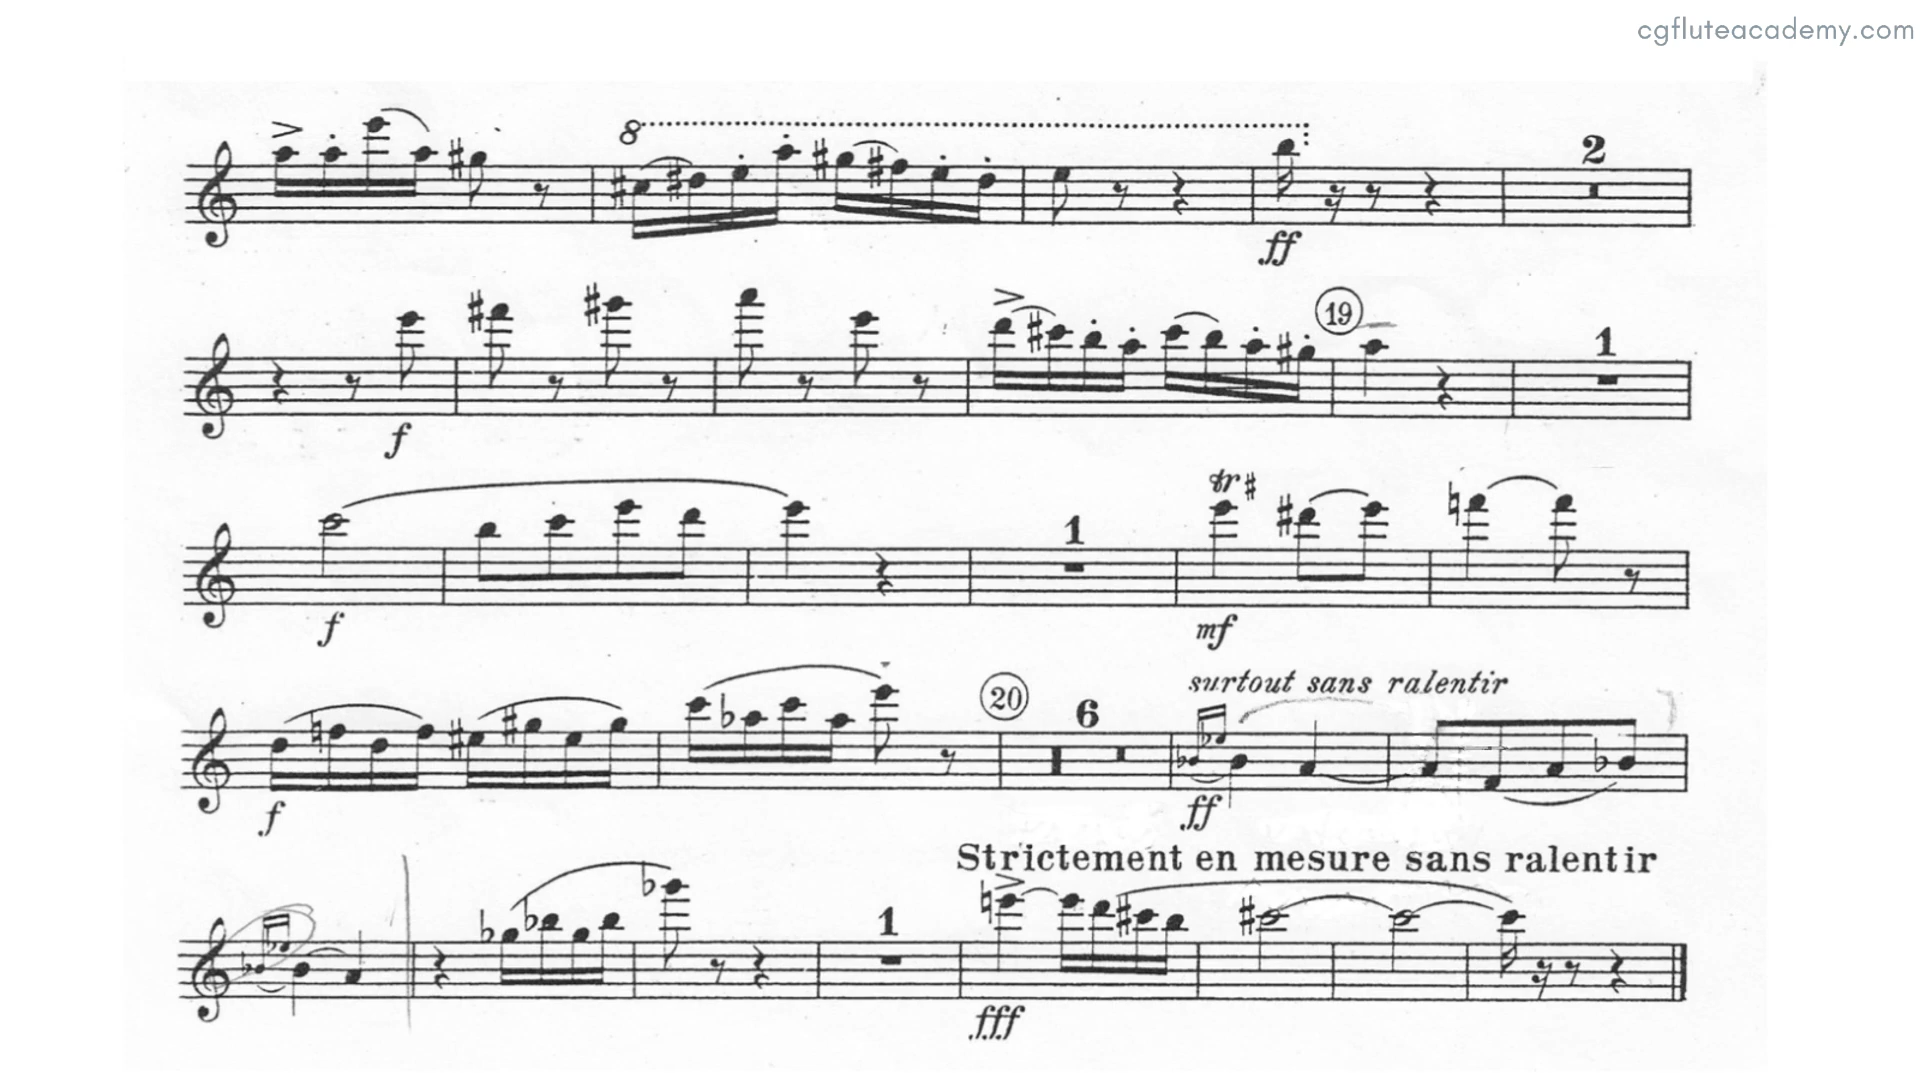 cgfluteacademy.com
8
ff
2
19
f
1
tr
f
1
mf
surtout sans ralentir
20
6
f
ff
Strictement en mesure sans ralentir
1
fff